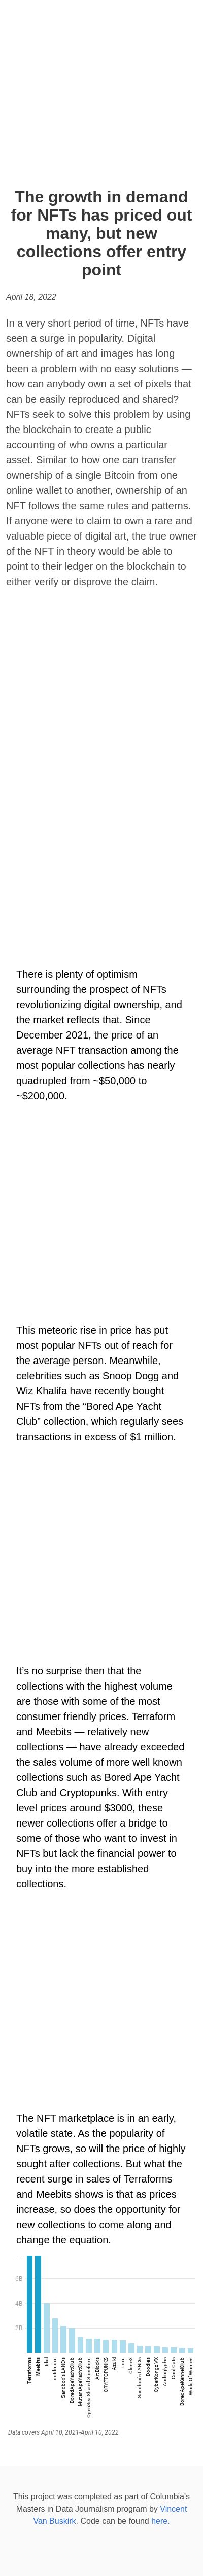 The growth in demand
for NFTs has priced out
many, but new
collections offer entry
point
April 18, 2022
In a very short period of time, NFTs have
seen a surge in popularity. Digital
ownership of art and images has long
been a problem with no easy solutions —
how can anybody own a set of pixels that
can be easily reproduced and shared?
NFTs seek to solve this problem by using
the blockchain to create a public
accounting of who owns a particular
asset. Similar to how one can transfer
ownership of a single Bitcoin from one
online wallet to another, ownership of an
NFT follows the same rules and patterns.
If anyone were to claim to own a rare and
valuable piece of digital art, the true owner
of the NFT in theory would be able to
point to their ledger on the blockchain to
either verify or disprove the claim.
There is plenty of optimism
surrounding the prospect of NFTs
revolutionizing digital ownership, and
the market reflects that. Since
December 2021, the price of an
average NFT transaction among the
most popular collections has nearly
quadrupled from ~$50,000 to
~$200,000.
This meteoric rise in price has put
most popular NFTs out of reach for
the average person. Meanwhile,
celebrities such as Snoop Dogg and
Wiz Khalifa have recently bought
NFTs from the “Bored Ape Yacht
Club” collection, which regularly sees
transactions in excess of $1 million.
It’s no surprise then that the
collections with the highest volume
are those with some of the most
consumer friendly prices. Terraform
and Meebits — relatively new
collections — have already exceeded
the sales volume of more well known
collections such as Bored Ape Yacht
Club and Cryptopunks. With entry
level prices around $3000, these
newer collections offer a bridge to
some of those who want to invest in
NFTs but lack the financial power to
buy into the more established
collections.
The NFT marketplace is in an early,
volatile state. As the popularity of
NFTs grows, so will the price of highly
sought after collections. But what the
recent surge in sales of Terraforms
and Meebits shows is that as prices
increase, so does the opportunity for
new collections to come along and
change the equation.
6B
4B
2B
Terraforms
Meebits
Idol
dotdotdot
Sandbox's LANDs
BoredApeYachtClub
MutantApeYachtClub
OpenSea Shared Storefront
Art Blocks
CRYPTOPUNKS
Azuki
Loot
CloneX
Sandbox's LANDs
Doodles
CyberKongz VX
Audioglyphs
Cool Cats
BoredApeKennelClub
World Of Women
Data covers April 10, 2021-April 10, 2022
This project was completed as part of Columbia's
Masters in Data Journalism program by Vincent
Van Buskirk. Code can be found here.